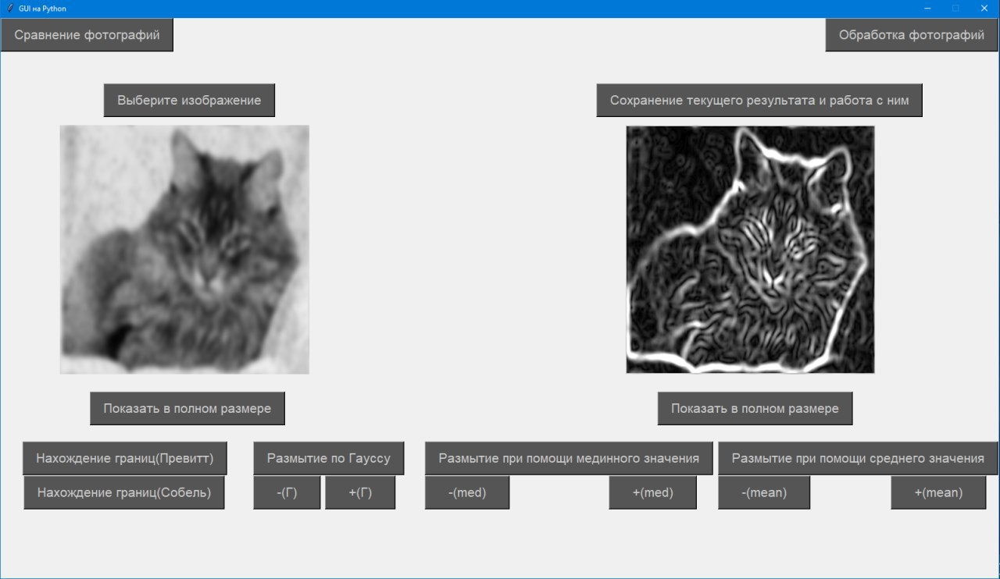 GUI на Python
Сравнение фотографий
Обработка фотографий
Выберите изображение
Сохранение текущего результата и работа с ним
Показать в полном размере
Показать в полном размере
Нахождение границ(Превитт)
Размытие по Гауссу
Размытие при помощи мединного значения
Размытие при помощи среднего значения
Нахождение границ(Собель)
-(Г)
+(Г)
-(med)
+(med)
-(mean)
+(mean)